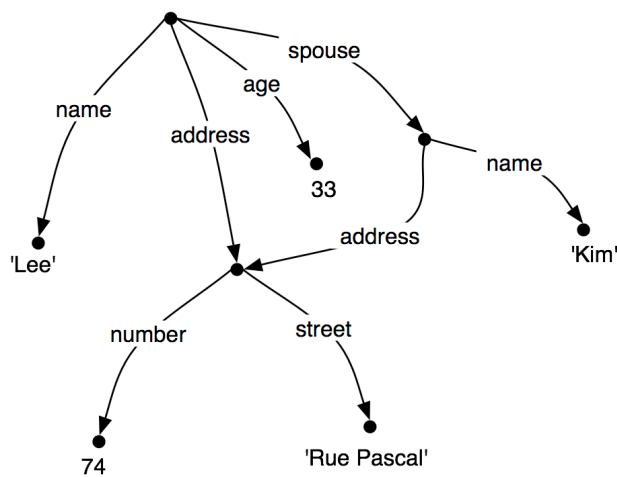 spouse
age
name
address
name
33
address
'Lee'
'Kim'
number
street
74
'Rue Pascal'